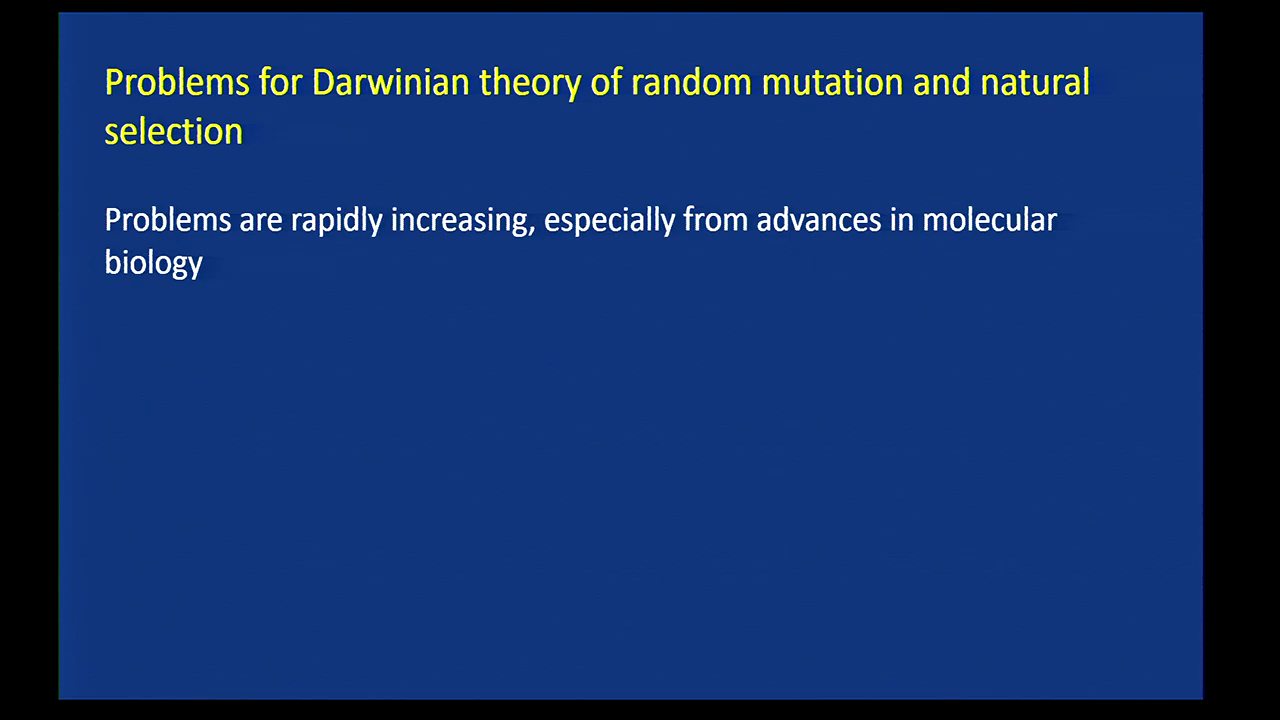 Problems for Darwinian theory of random mutation and natural
selection
Problems are rapidly increasing, especially from advances in molecular
biology